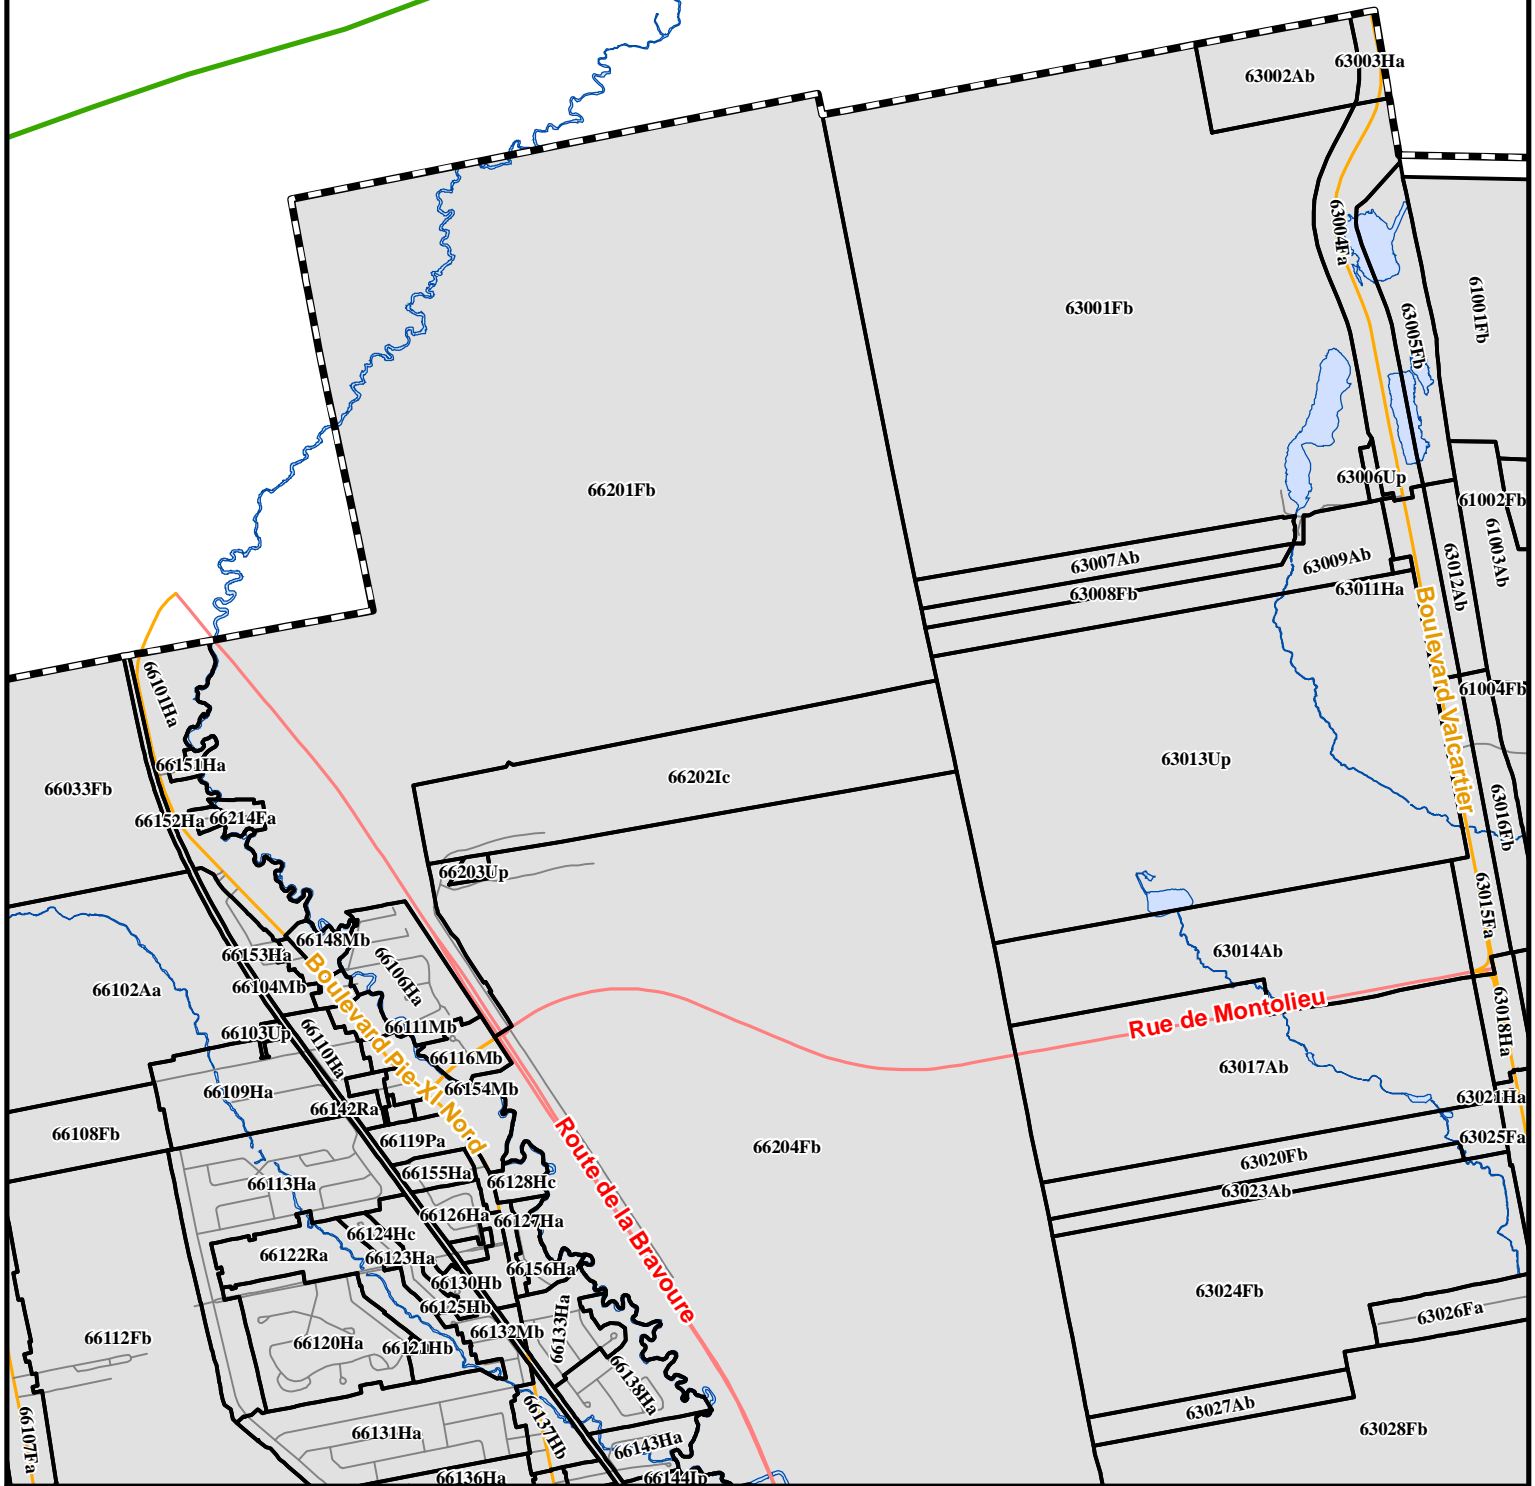 63003Ha
63002Ab
63004Fa
61001Fb
63001Fb
63005Fb
66201Fb
63006Up
61002Fb
61003Ab
63007Ab
63009Ab
63012Ab
63008Fb
63011Ha
Boulevard Valcartier
66101Ha
61004Fb
66151Ha
66033Fb
66202Ic
63013Up
66152Ha
66214Fa
63016Fb
66203Up
63015Fa
66148Mb
66153Ha
63014Ab
66106Ha
66104Mb
66102Aa
Boulevard Pie-XI-Nord
Rue de Montolieu
63018Ha
66103Up
66111Mb
66110Ha
66116Mb
63017Ab
66109Ha
66154Mb
63021Ha
66142Ra
66108Fb
66119Pa
Route de la Bravoure
66204Fb
63025Fa
63020Fb
66155Ha
66113Ha
66128Hc
63023Ab
66126Ha
66127Ha
66124Hc
66122Ra
66123Ha
66156Ha
66130Hb
63024Fb
66125Hb
63026Fa
66132Mb
66133Ha
66112Fb
66120Ha
66121Hb
66138Ha
63027Ab
66107Fa
66131Ha
66137Hb
63028Fb
66143Ha
66136Ha
66144Ip